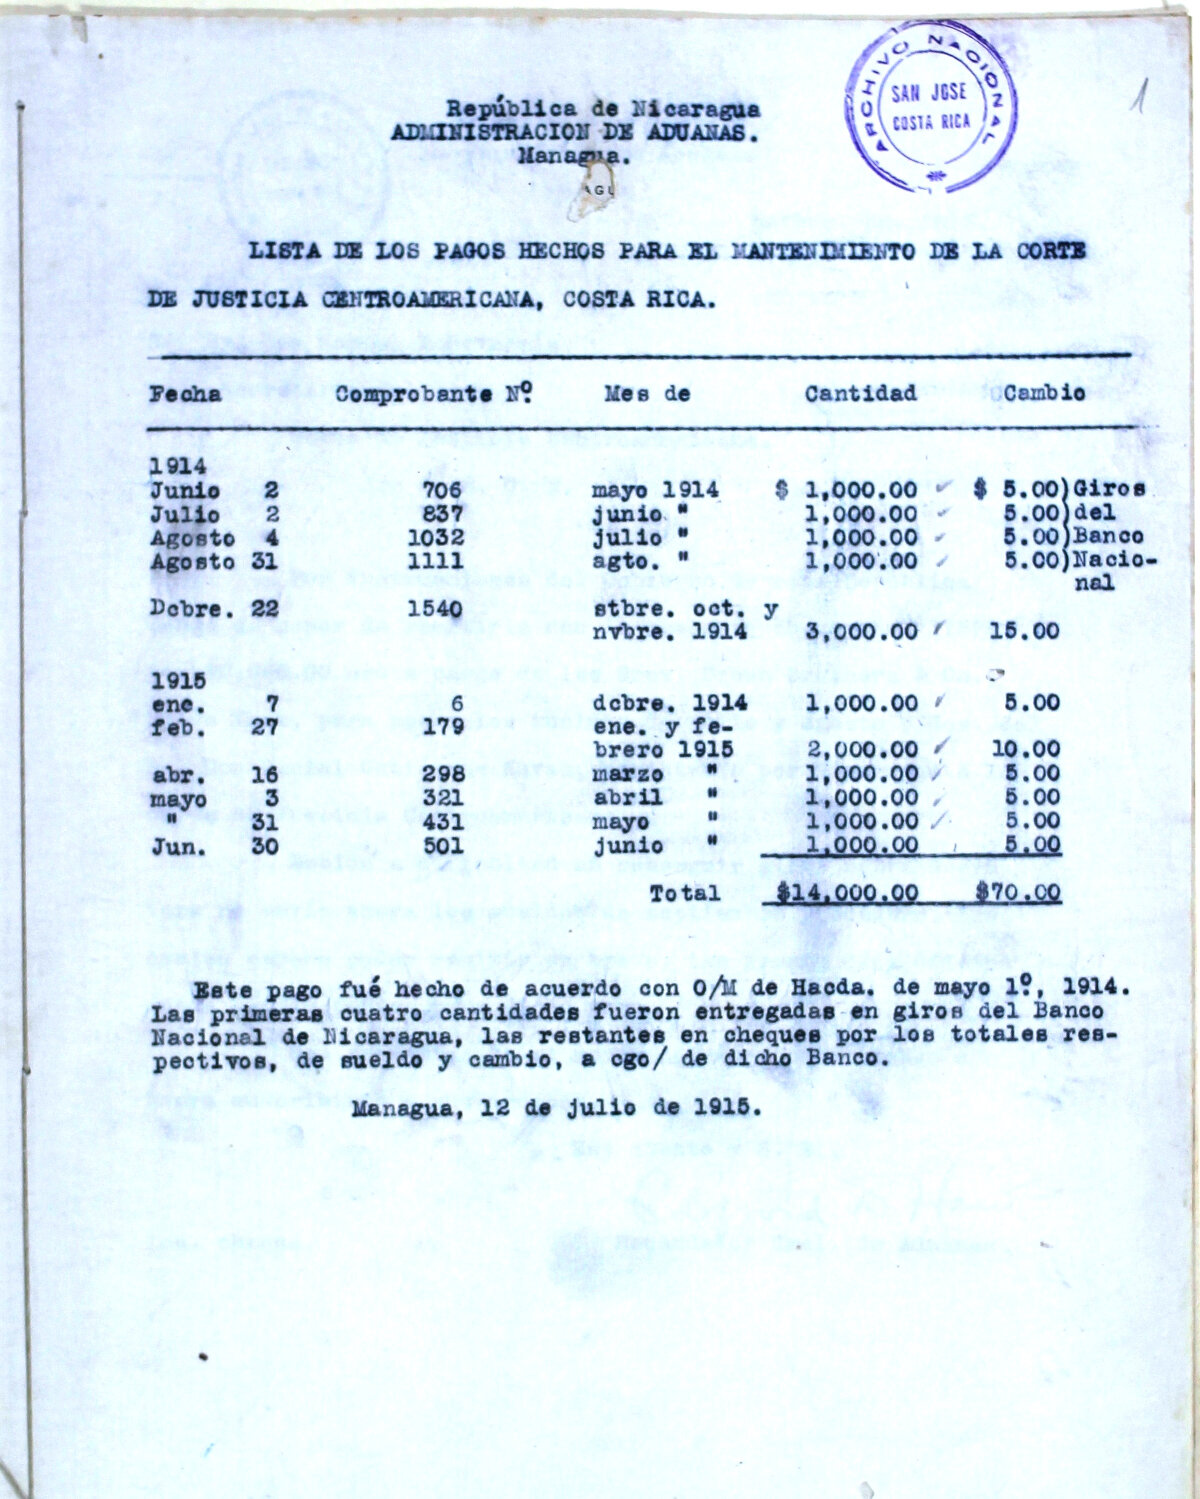 ARCHIVO NACIONAL
SAN JOSE
COSTA RICA
1
República de Nicaragua
ADMINISTRACION DE ADUANAS.
Managua.
AGU
LISTA DE LOS PAGOS HECHOS PARA EL MANTENIMIENTO DE LA CORTE
DE JUSTICIA CENTROAMERICANA, COSTA RICA.
Fecha Comprobante Nº. Mes de Cantidad Cambio
1914
Junio 2 706 mayo 1914 $ 1,000.00 $ 5.00)Giros
Julio 2 837 junio " 1,000.00 5.00)del
Agosto 4 1032 julio " 1,000.00 5.00)Banco
Agosto 31 1111 agto. " 1,000.00 5.00)Nacio-
nal
Dcbre. 22 1540 stbre. oct. y
nvbre. 1914 3,000.00 15.00
1915
ene. 7 6 dcbre. 1914 1,000.00 5.00
feb. 27 179 ene. y fe-
brero 1915 2,000.00 10.00
abr. 16 298 marzo " 1,000.00 5.00
mayo 3 321 abril " 1,000.00 5.00
" 31 431 mayo " 1,000.00 5.00
Jun. 30 501 junio " 1,000.00 5.00
Total $14,000.00 $70.00
Este pago fué hecho de acuerdo con O/M de Hacda. de mayo 1º., 1914.
Las primeras cuatro cantidades fueron entregadas en giros del Banco
Nacional de Nicaragua, las restantes en cheques por los totales res-
pectivos, de sueldo y cambio, a cgo/ de dicho Banco.
Managua, 12 de julio de 1915.